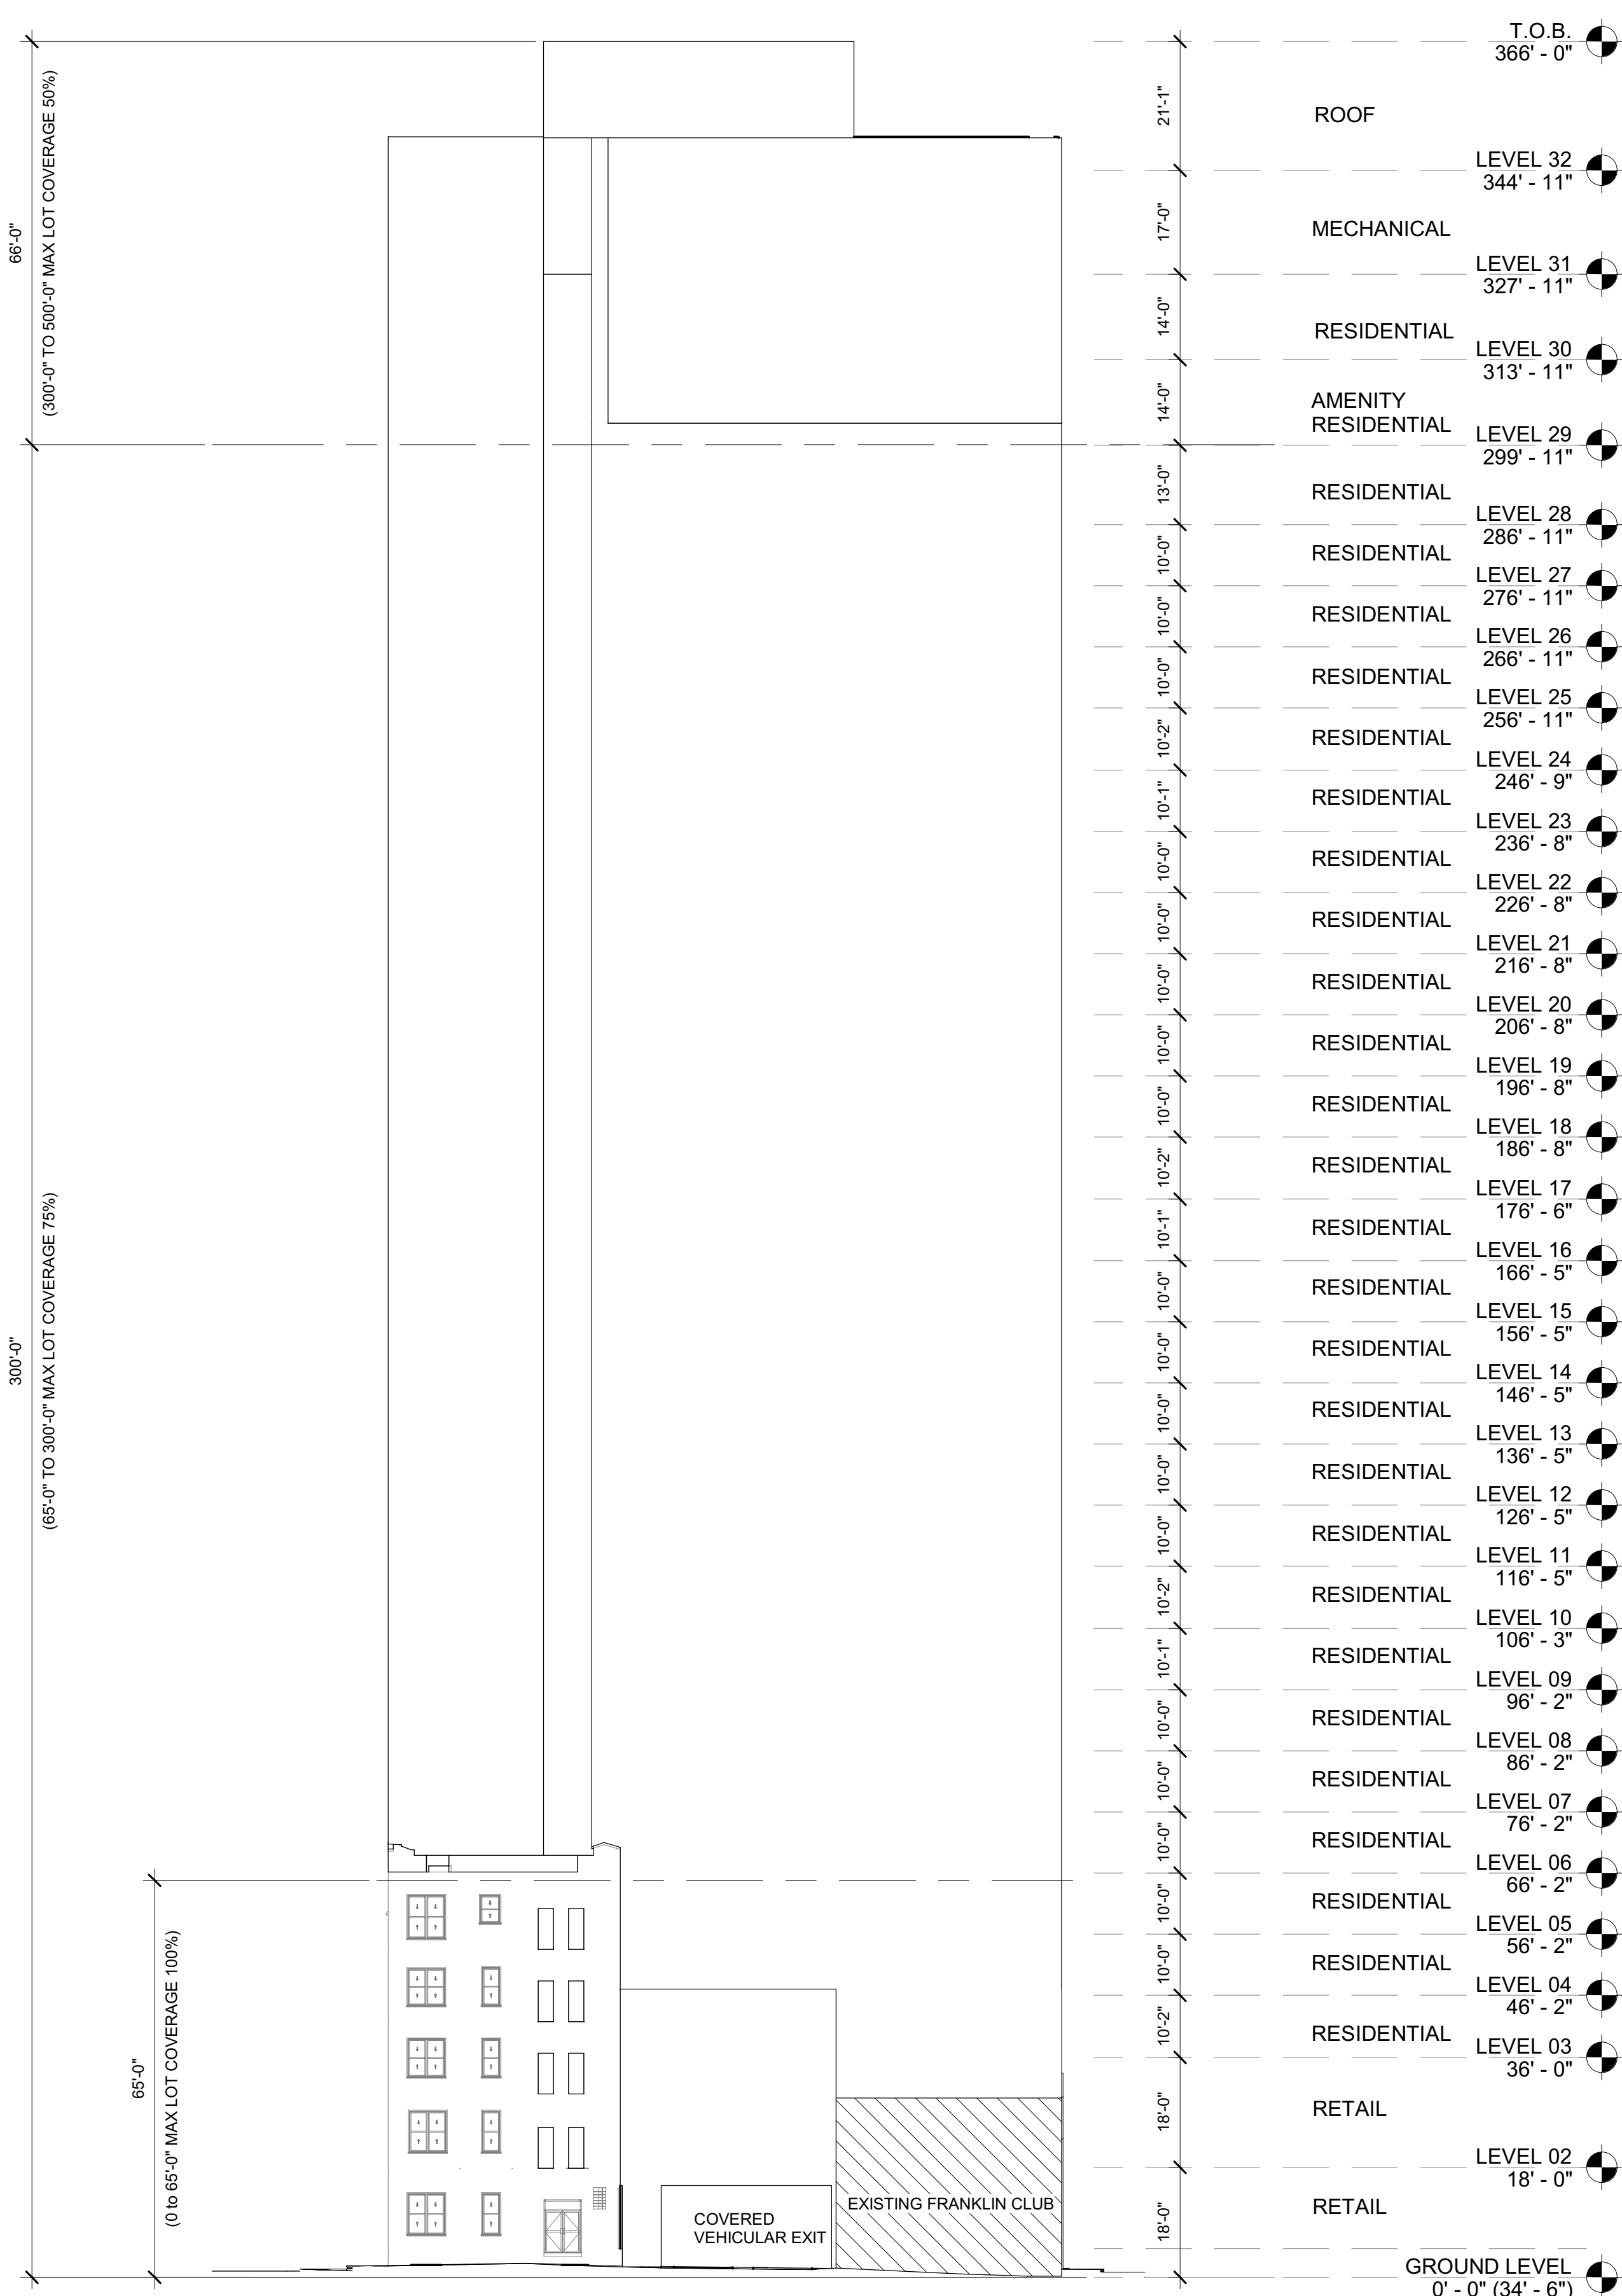 T.O.B.
366' - 0"
21'-1"
ROOF
LEVEL 32
344' - 11"
17'-0"
MECHANICAL
LEVEL 31
327' - 11"
14'-0"
RESIDENTIAL
LEVEL 30
313' - 11"
14'-0"
AMENITY
RESIDENTIAL
LEVEL 29
299' - 11"
66'-0"
(300'-0" TO 500'-0" MAX LOT COVERAGE 50%)
13'-0"
RESIDENTIAL
LEVEL 28
286' - 11"
10'-0"
RESIDENTIAL
LEVEL 27
276' - 11"
10'-0"
RESIDENTIAL
LEVEL 26
266' - 11"
10'-0"
RESIDENTIAL
LEVEL 25
256' - 11"
10'-2"
RESIDENTIAL
LEVEL 24
246' - 9"
10'-1"
RESIDENTIAL
LEVEL 23
236' - 8"
10'-0"
RESIDENTIAL
LEVEL 22
226' - 8"
10'-0"
RESIDENTIAL
LEVEL 21
216' - 8"
10'-0"
RESIDENTIAL
LEVEL 20
206' - 8"
10'-0"
RESIDENTIAL
LEVEL 19
196' - 8"
10'-0"
RESIDENTIAL
LEVEL 18
186' - 8"
10'-2"
RESIDENTIAL
LEVEL 17
176' - 6"
10'-1"
RESIDENTIAL
LEVEL 16
166' - 5"
10'-0"
RESIDENTIAL
LEVEL 15
156' - 5"
10'-0"
RESIDENTIAL
LEVEL 14
146' - 5"
10'-0"
RESIDENTIAL
LEVEL 13
136' - 5"
10'-0"
RESIDENTIAL
LEVEL 12
126' - 5"
10'-0"
RESIDENTIAL
LEVEL 11
116' - 5"
10'-2"
RESIDENTIAL
LEVEL 10
106' - 3"
10'-1"
RESIDENTIAL
LEVEL 09
96' - 2"
10'-0"
RESIDENTIAL
LEVEL 08
86' - 2"
10'-0"
RESIDENTIAL
LEVEL 07
76' - 2"
10'-0"
RESIDENTIAL
LEVEL 06
66' - 2"
10'-0"
RESIDENTIAL
LEVEL 05
56' - 2"
10'-0"
RESIDENTIAL
LEVEL 04
46' - 2"
10'-2"
RESIDENTIAL
LEVEL 03
36' - 0"
18'-0"
RETAIL
LEVEL 02
18' - 0"
18'-0"
RETAIL
GROUND LEVEL
0' - 0" (34' - 6")
300'-0"
(65'-0" TO 300'-0" MAX LOT COVERAGE 75%)
65'-0"
(0 to 65'-0" MAX LOT COVERAGE 100%)
COVERED
VEHICULAR EXIT
EXISTING FRANKLIN CLUB